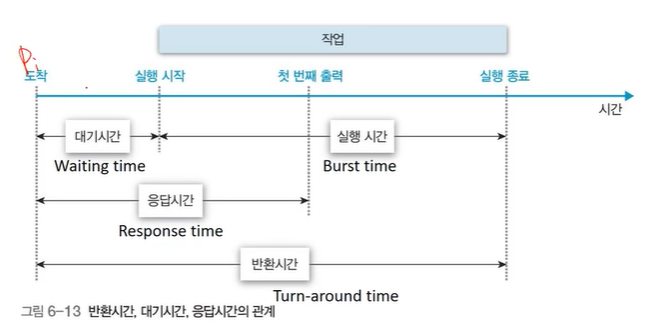 작업
Pi
도착 실행 시작 첫 번째 출력 실행 종료
시간
대기시간 실행 시간
Waiting time Burst time
응답시간
Response time
반환시간
Turn-around time
그림 6-13 반환시간, 대기시간, 응답시간의 관계